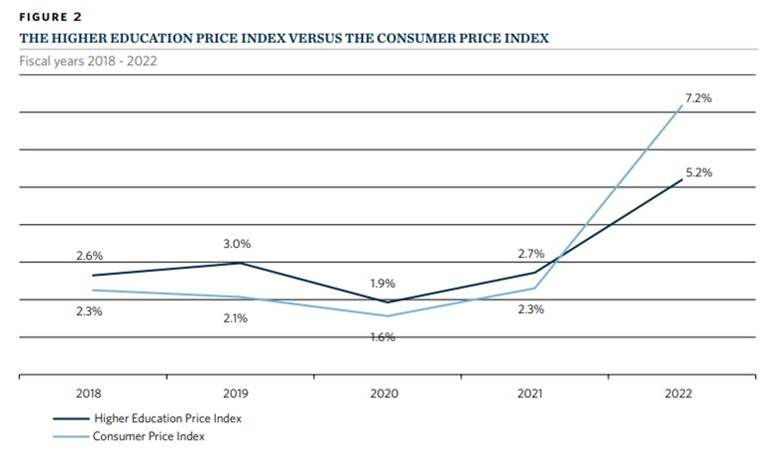 FIGURE 2
THE HIGHER EDUCATION PRICE INDEX VERSUS THE CONSUMER PRICE INDEX
Fiscal years 2018 - 2022
7.2%
5.2%
2.6%
3.0%
1.9%
2.7%
2.3%
2.1%
1.6%
2.3%
2018 2019 2020 2021 2022
Higher Education Price Index
Consumer Price Index